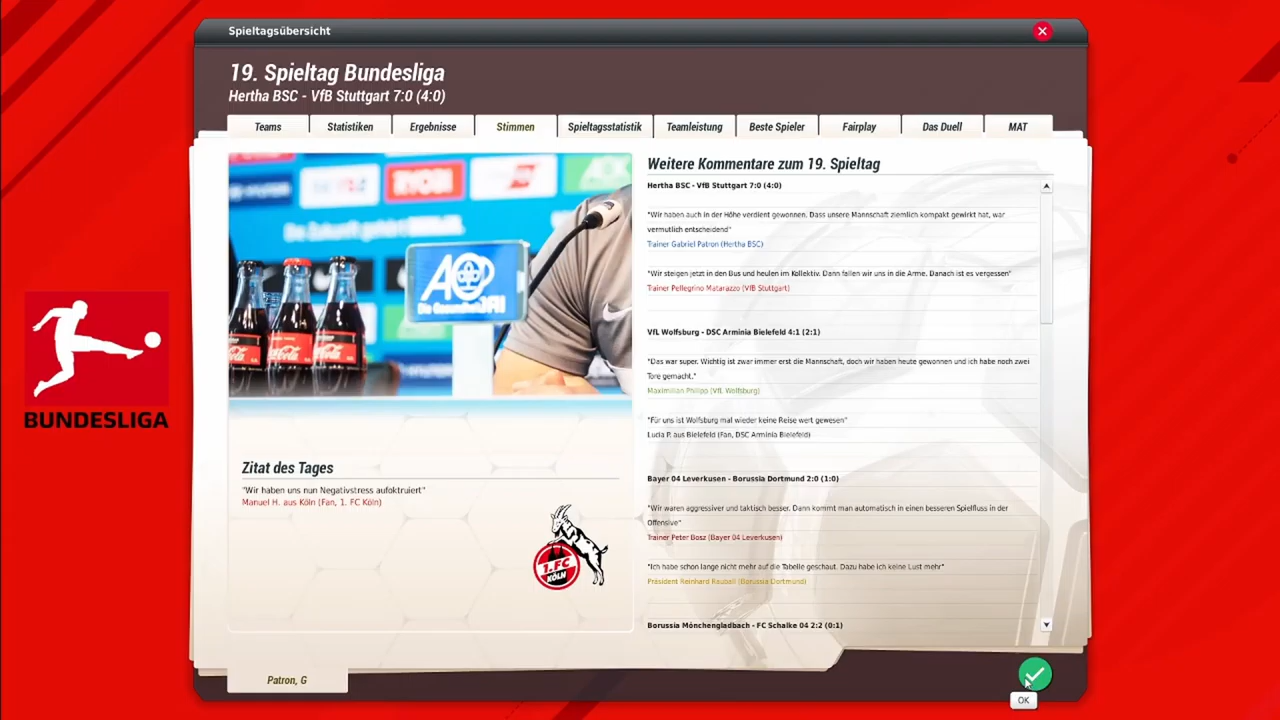 Spieltagsübersicht
19. Spieltag Bundesliga
Hertha BSC - VfB Stuttgart 7:0 (4:0)
Teams
Statistiken
Ergebnisse
Stimmen
Spieltagsstatistik
Teamleistung
Beste Spieler
Fairplay
Das Duell
MAT
RYOBI
AOK
Die Gesundheit
Coca-Cola
BUNDESLIGA
Zitat des Tages
"Wir haben uns nun Negativstress aufoktruiert"
Manuel H. aus Köln (Fan, 1. FC Köln)
1.FC
KÖLN
Weitere Kommentare zum 19. Spieltag
Hertha BSC - VfB Stuttgart 7:0 (4:0)
"Wir haben auch in der Höhe verdient gewonnen. Dass unsere Mannschaft ziemlich kompakt gewirkt hat, war
vermutlich entscheidend"
Trainer Gabriel Patron (Hertha BSC)
"Wir steigen jetzt in den Bus und heulen im Kollektiv. Dann fallen wir uns in die Arme. Danach ist es vergessen"
Trainer Pellegrino Matarazzo (VfB Stuttgart)
VfL Wolfsburg - DSC Arminia Bielefeld 4:1 (2:1)
"Das war super. Wichtig ist zwar immer erst die Mannschaft, doch wir haben heute gewonnen und ich habe noch zwei
Tore gemacht."
Maximilian Philipp (VfL Wolfsburg)
"Für uns ist Wolfsburg mal wieder keine Reise wert gewesen"
Lucia P. aus Bielefeld (Fan, DSC Arminia Bielefeld)
Bayer 04 Leverkusen - Borussia Dortmund 2:0 (1:0)
"Wir waren aggressiver und taktisch besser. Dann kommt man automatisch in einen besseren Spielfluss in der
Offensive"
Trainer Peter Bosz (Bayer 04 Leverkusen)
"Ich habe schon lange nicht mehr auf die Tabelle geschaut. Dazu habe ich keine Lust mehr"
Präsident Reinhard Rauball (Borussia Dortmund)
Borussia Mönchengladbach - FC Schalke 04 2:2 (0:1)
Patron, G
OK